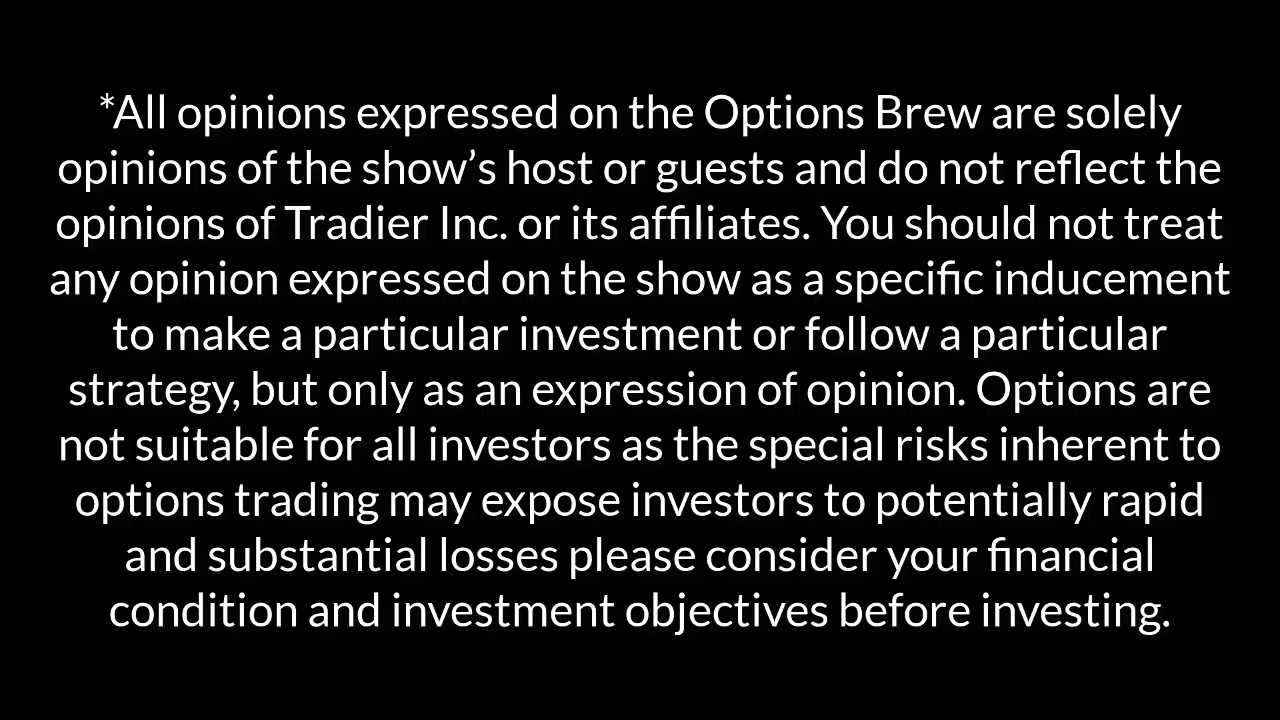 *All opinions expressed on the Options Brew are solely
opinions of the show’s host or guests and do not reflect the
opinions of Tradier Inc. or its affiliates. You should not treat
any opinion expressed on the show as a specific inducement
to make a particular investment or follow a particular
strategy, but only as an expression of opinion. Options are
not suitable for all investors as the special risks inherent to
options trading may expose investors to potentially rapid
and substantial losses please consider your financial
condition and investment objectives before investing.